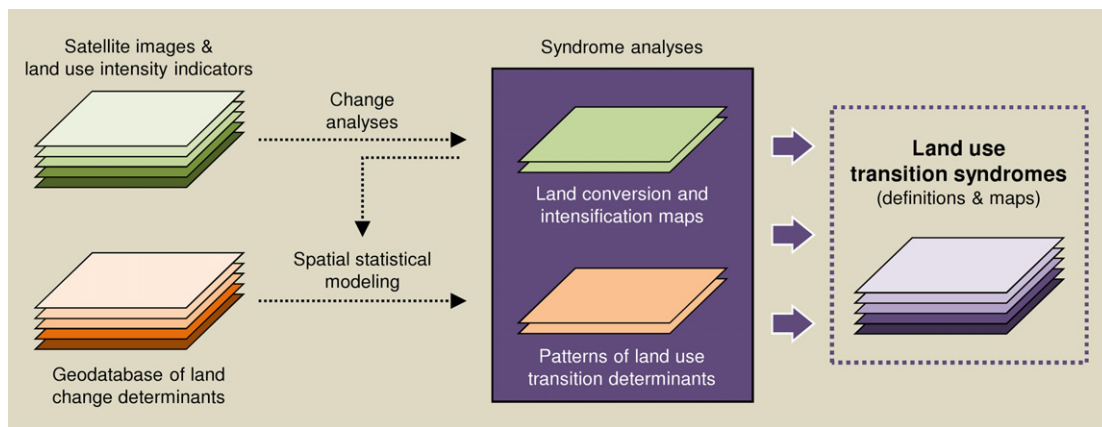 Satellite images &
land use intensity indicators
Change
analyses
Spatial statistical
modeling
Geodatabase of land
change determinants
Syndrome analyses
Land conversion and
intensification maps
Patterns of land use
transition determinants
Land use
transition syndromes
(definitions & maps)